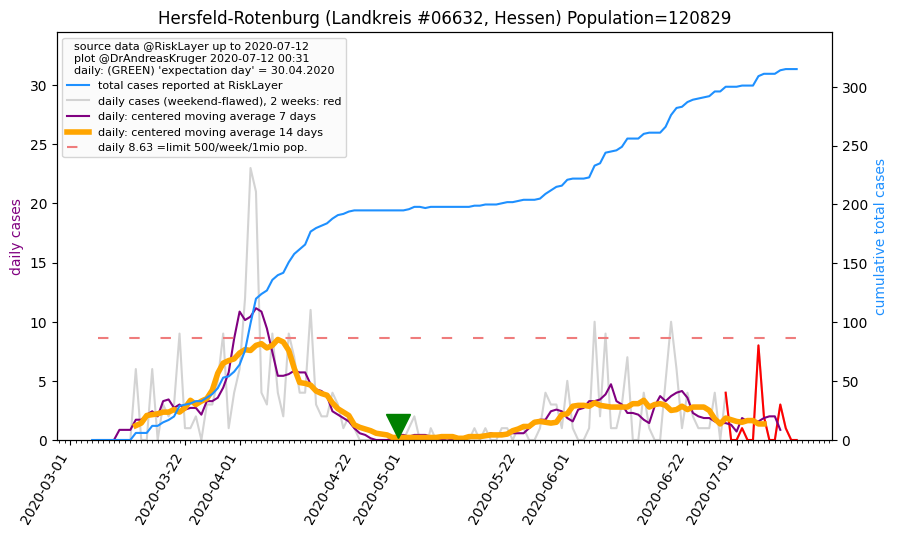 Hersfeld-Rotenburg (Landkreis #06632, Hessen) Population=120829
source data @RiskLayer up to 2020-07-12
plot @DrAndreasKruger 2020-07-12 00:31
daily: (GREEN) 'expectation day' = 30.04.2020
total cases reported at RiskLayer
daily cases (weekend-flawed), 2 weeks: red
daily: centered moving average 7 days
daily: centered moving average 14 days
daily 8.63 =limit 500/week/1mio pop.
daily cases
30
25
20
15
10
5
0
cumulative total cases
300
250
200
150
100
50
0
2020-03-01
2020-03-22
2020-04-01
2020-04-22
2020-05-01
2020-05-22
2020-06-01
2020-06-22
2020-07-01